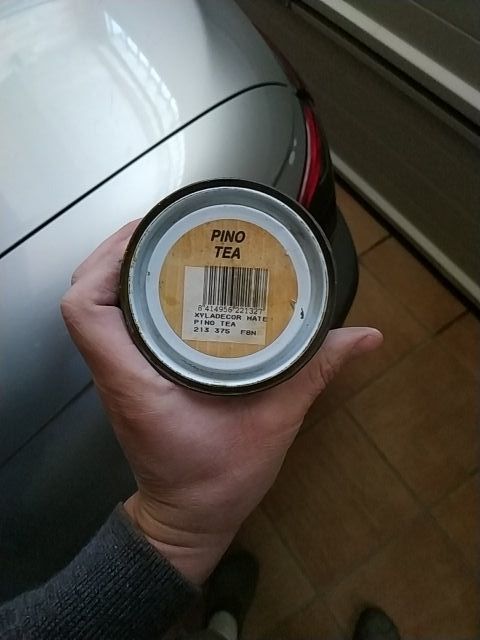 PINO
TEA
8 414956 221327
XYLADECOR MATE
PINO TEA
213 375 F8N